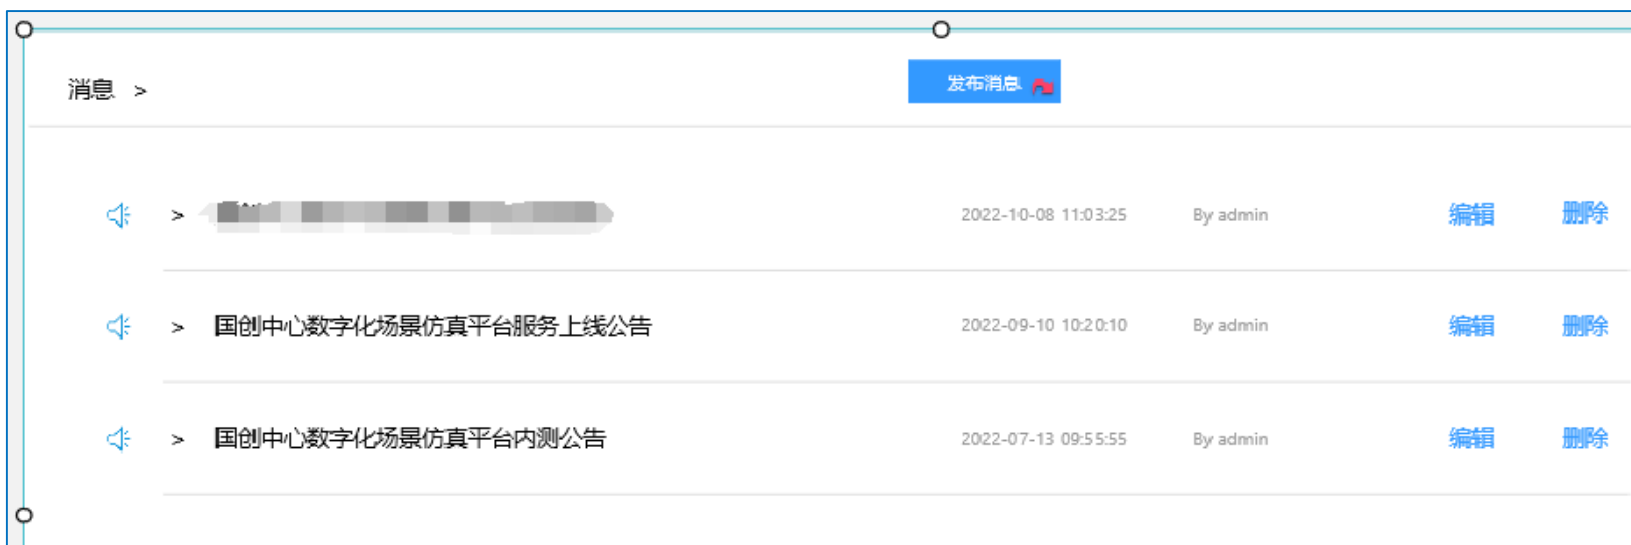 消息 >
发布消息
> 2022-10-08 11:03:25 By admin 编辑 删除
> 国创中心数字化场景仿真平台服务上线公告 2022-09-10 10:20:10 By admin 编辑 删除
> 国创中心数字化场景仿真平台内测公告 2022-07-13 09:55:55 By admin 编辑 删除